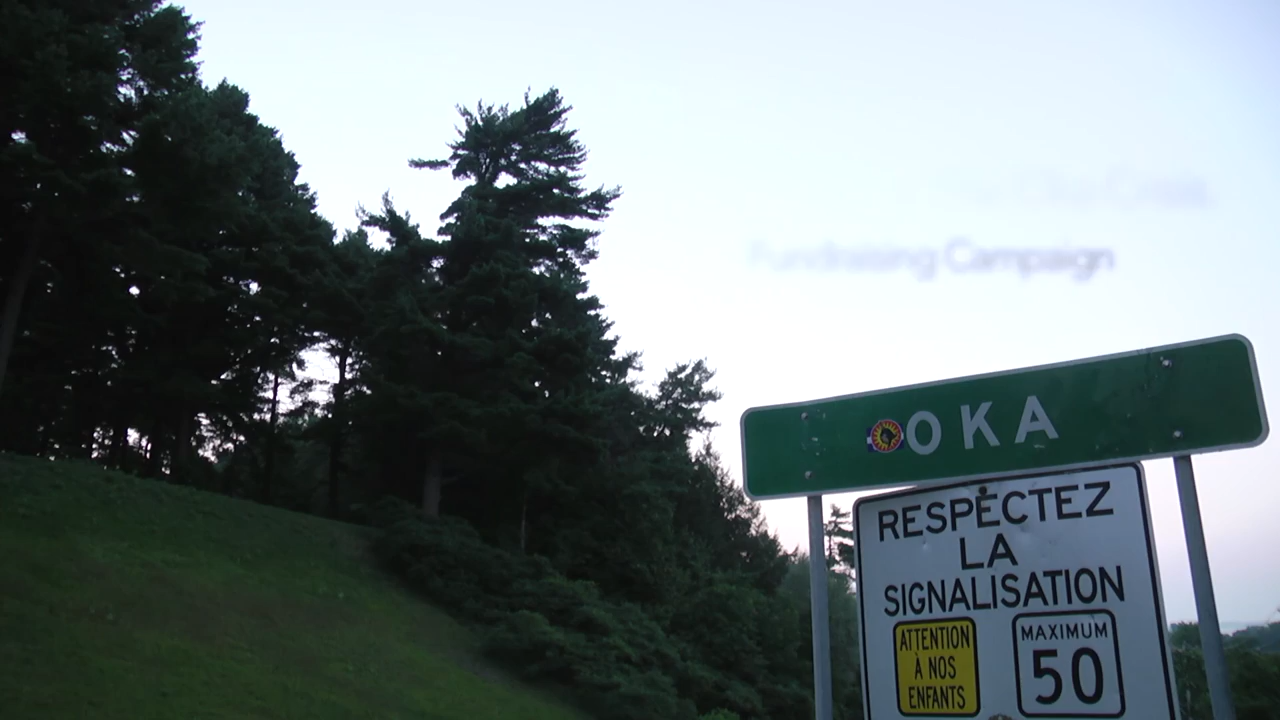 Fundraising Campaign
OKA
RESPECTEZ
LA
SIGNALISATION
ATTENTION
À NOS
ENFANTS
MAXIMUM
50